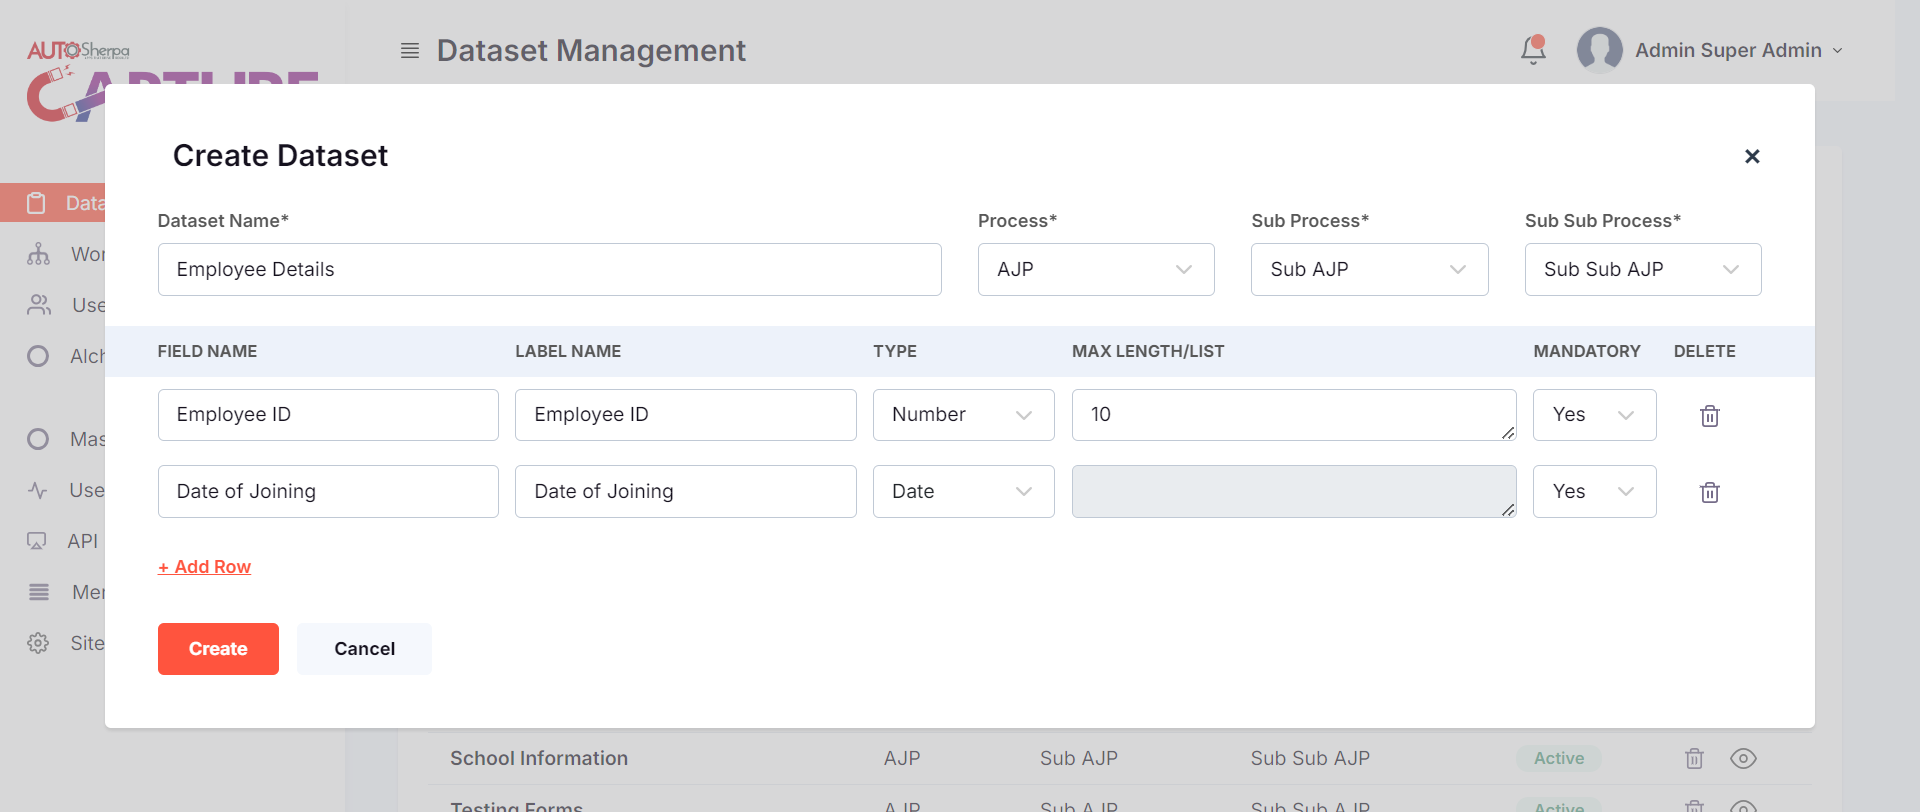 AUTO Sherpa
CAPTURE
Dataset Management
Admin Super Admin
Create Dataset
×
Dataset Name* Process* Sub Process* Sub Sub Process*
Employee Details AJP Sub AJP Sub Sub AJP
FIELD NAME LABEL NAME TYPE MAX LENGTH/LIST MANDATORY DELETE
Employee ID Employee ID Number 10 Yes
Date of Joining Date of Joining Date Yes
+ Add Row
Create Cancel
Data
Wor
Use
Alch
Mas
Use
API
Mer
Site
School Information AJP Sub AJP Sub Sub AJP Active
Testing Forms AJP Sub AJP Sub Sub AJP Active